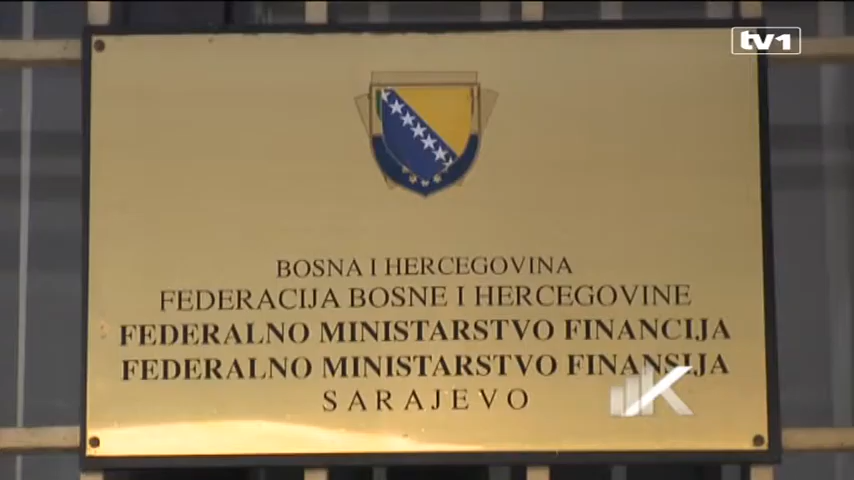 tv1
BOSNA I HERCEGOVINA
FEDERACIJA BOSNE I HERCEGOVINE
FEDERALNO MINISTARSTVO FINANCIJA
FEDERALNO MINISTARSTVO FINANSIJA
SARAJEVO
K